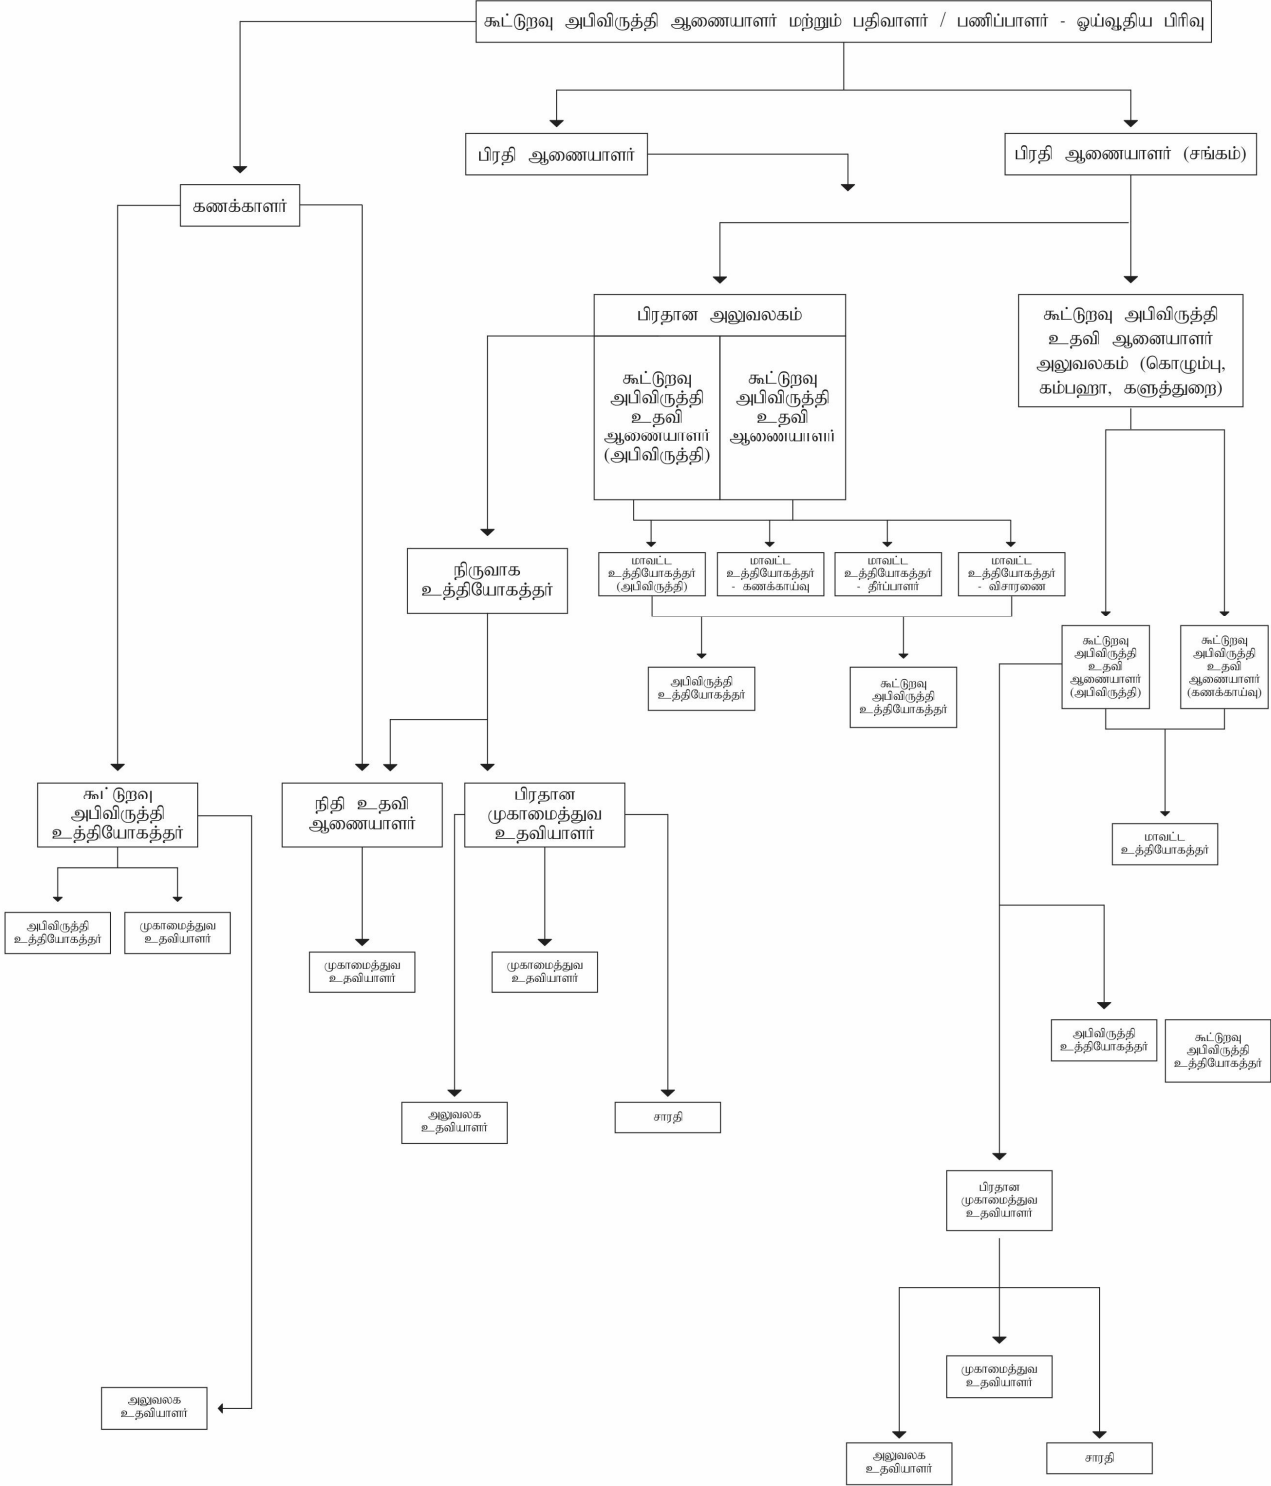 கூட்டுறவு அபிவிருத்தி ஆணையாளர் மற்றும் பதிவாளர் / பணிப்பாளர் - ஓய்வூதிய பிரிவு
பிரதி ஆணையாளர்
பிரதி ஆணையாளர் (சங்கம்)
கணக்காளர்
பிரதான அலுவலகம்
கூட்டுறவு
அபிவிருத்தி
உதவி
ஆணையாளர்
(அபிவிருத்தி)
கூட்டுறவு
அபிவிருத்தி
உதவி
ஆணையாளர்
கூட்டுறவு அபிவிருத்தி
உதவி ஆனையாளர்
அலுவலகம் (கொழும்பு,
கம்பஹா, களுத்துறை)
நிருவாக
உத்தியோகத்தர்
மாவட்ட
உத்தியோகத்தர்
(அபிவிருத்தி)
மாவட்ட
உத்தியோகத்தர்
- கணக்காய்வு
மாவட்ட
உத்தியோகத்தர்
- தீர்ப்பாளர்
மாவட்ட
உத்தியோகத்தர்
- விசாரணை
அபிவிருத்தி
உத்தியோகத்தர்
கூட்டுறவு
அபிவிருத்தி
உத்தியோகத்தர்
கூட்டுறவு
அபிவிருத்தி
உதவி
ஆணையாளர்
(அபிவிருத்தி)
கூட்டுறவு
அபிவிருத்தி
உதவி
ஆணையாளர்
(கணக்காய்வு)
கூட்டுறவு
அபிவிருத்தி
உத்தியோகத்தர்
நிதி உதவி
ஆணையாளர்
பிரதான
முகாமைத்துவ
உதவியாளர்
மாவட்ட
உத்தியோகத்தர்
அபிவிருத்தி
உத்தியோகத்தர்
முகாமைத்துவ
உதவியாளர்
முகாமைத்துவ
உதவியாளர்
முகாமைத்துவ
உதவியாளர்
அபிவிருத்தி
உத்தியோகத்தர்
கூட்டுறவு
அபிவிருத்தி
உத்தியோகத்தர்
அலுவலக
உதவியாளர்
சாரதி
பிரதான
முகாமைத்துவ
உதவியாளர்
முகாமைத்துவ
உதவியாளர்
அலுவலக
உதவியாளர்
அலுவலக
உதவியாளர்
சாரதி